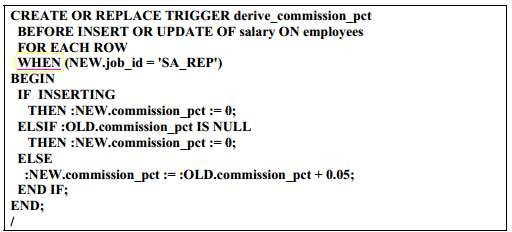 CREATE OR REPLACE TRIGGER derive_commission_pct
BEFORE INSERT OR UPDATE OF salary ON employees
FOR EACH ROW
WHEN (NEW.job_id = 'SA_REP')
BEGIN
IF INSERTING
THEN :NEW.commission_pct := 0;
ELSIF :OLD.commission_pct IS NULL
THEN :NEW.commission_pct := 0;
ELSE
:NEW.commission_pct := :OLD.commission_pct + 0.05;
END IF;
END;
/